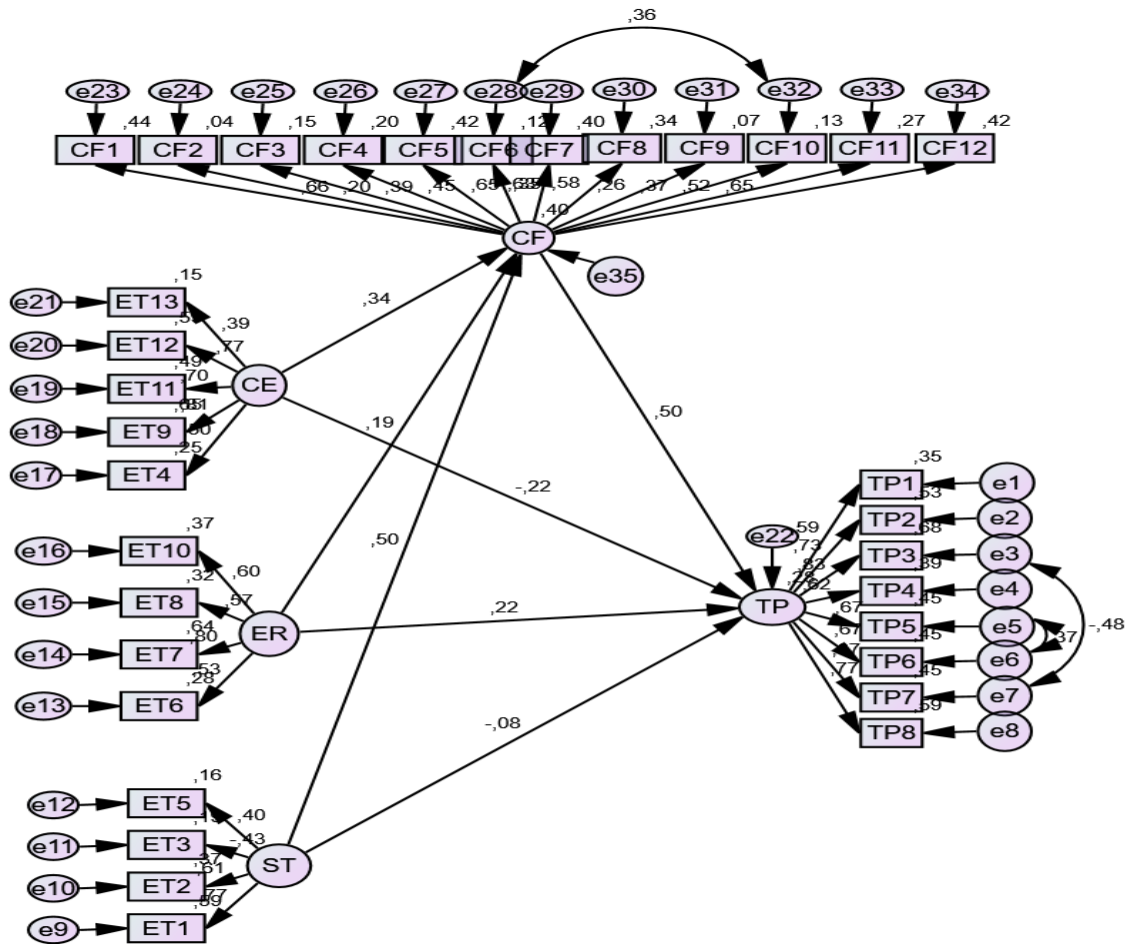 ,36
e23 e24 e25 e26 e27 e28 e29 e30 e31 e32 e33 e34
,44 ,04 ,15 ,20 ,42 ,12 ,40 ,34 ,07 ,13 ,27 ,42
CF1 CF2 CF3 CF4 CF5 CF6 CF7 CF8 CF9 CF10 CF11 CF12
,66 ,20 ,39 ,45 ,65 ,58 ,26 ,37 ,52 ,65
,40
CF
e35
,15
e21 ET13
,39
,34
e20 ET12
,77
,49
e19 ET11 ,70 CE
e18 ET9
,25
e17 ET4
,19
,50
-,22
,37
e16 ET10
,60
,32
e15 ET8 ,57
,64
e14 ET7 ,80 ER
,53
,28
e13 ET6
,50
,22
-,08
,35
TP1 e1
,53
TP2 e2
,68
TP3 e3
,39
TP4 e4
,45
TP5 e5
,45
TP6 e6
,45
TP7 e7
,59
TP8 e8
-,48
e22
,59
,73
,83
,62
TP
,67
,67
,77
,16
e12 ET5
,40
e11 ET3 -,43
,37
,61
e10 ET2 ST
,77
,59
e9 ET1